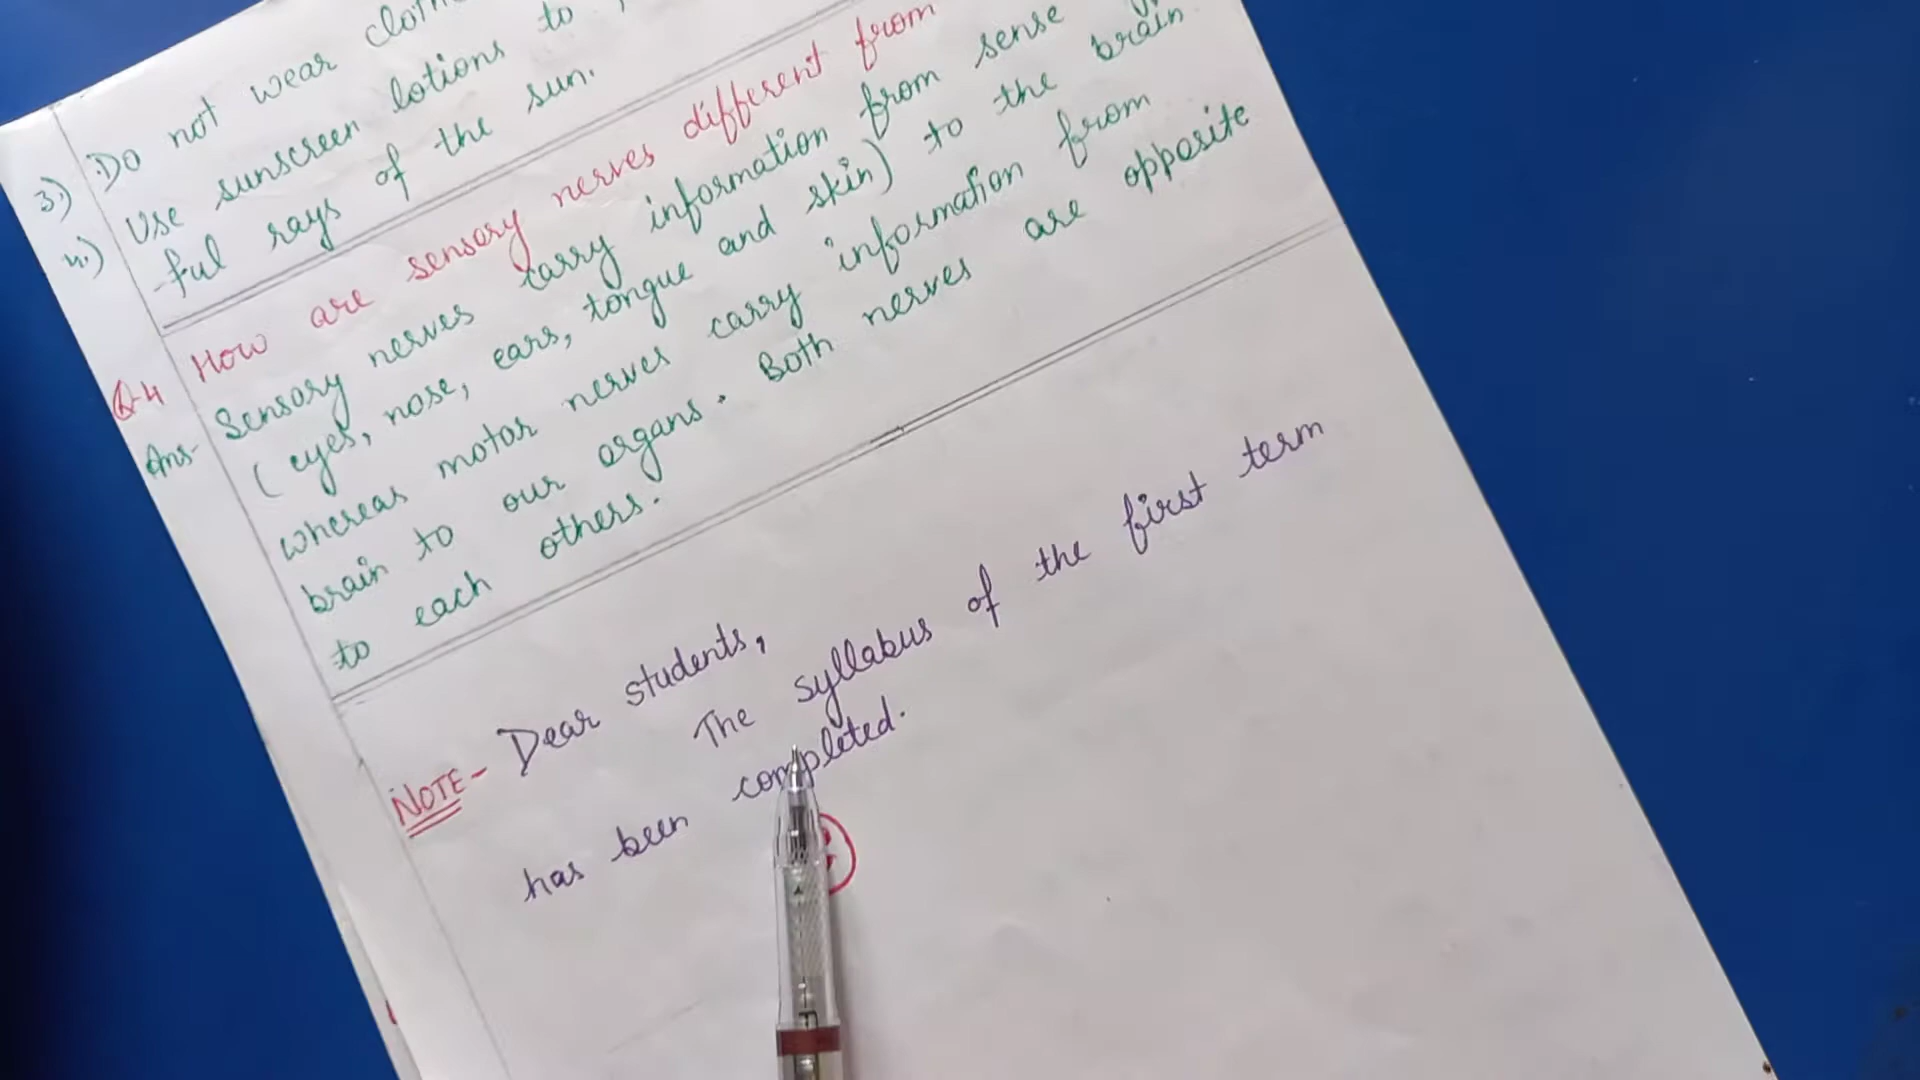 3.) Do not wear
4.) Use sunscreen lotions to
-ful rays of the sun.
Q-4 How are sensory nerves different from
Ans- Sensory nerves carry information from sense
(eyes, nose, ears, tongue and skin) to the brain
whereas motor nerves carry information from
brain to our organs. Both nerves are opposite
to each others.
NOTE- Dear students,
The syllabus of the first term
has been completed.